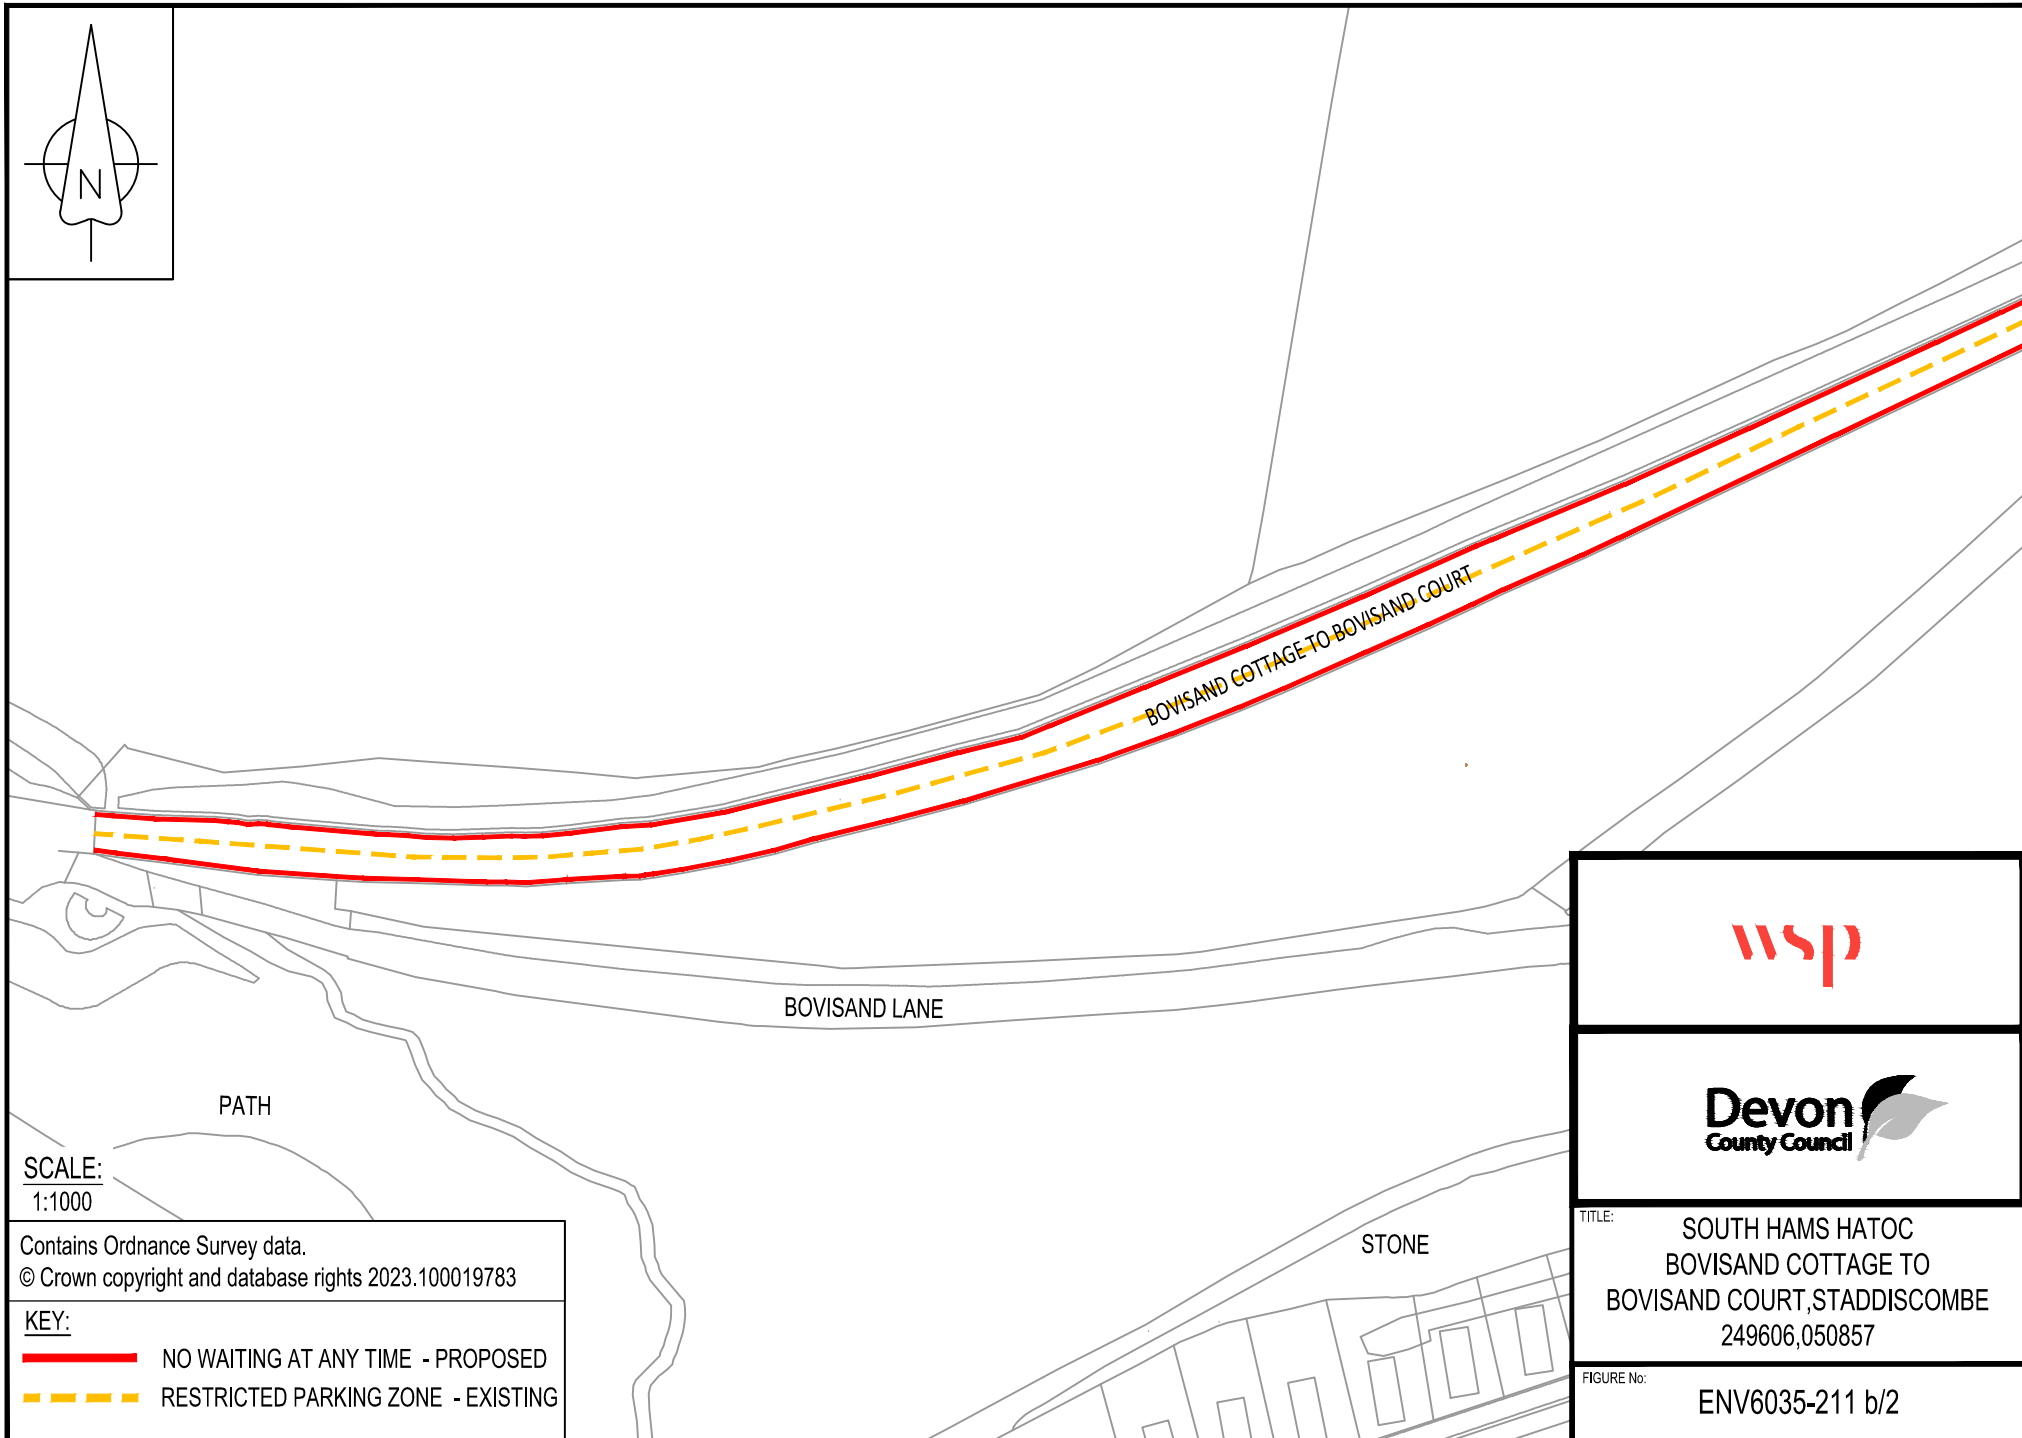 N
BOVISAND COTTAGE TO BOVISAND COURT
BOVISAND LANE
PATH
STONE
SCALE:
1:1000
Contains Ordnance Survey data.
© Crown copyright and database rights 2023.100019783
KEY:
NO WAITING AT ANY TIME - PROPOSED
RESTRICTED PARKING ZONE - EXISTING
wsp
Devon
County Council
TITLE:
SOUTH HAMS HATOC
BOVISAND COTTAGE TO
BOVISAND COURT,STADDISCOMBE
249606,050857
FIGURE No:
ENV6035-211 b/2